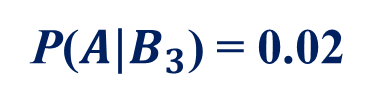 P(A|B₃) = 0.02